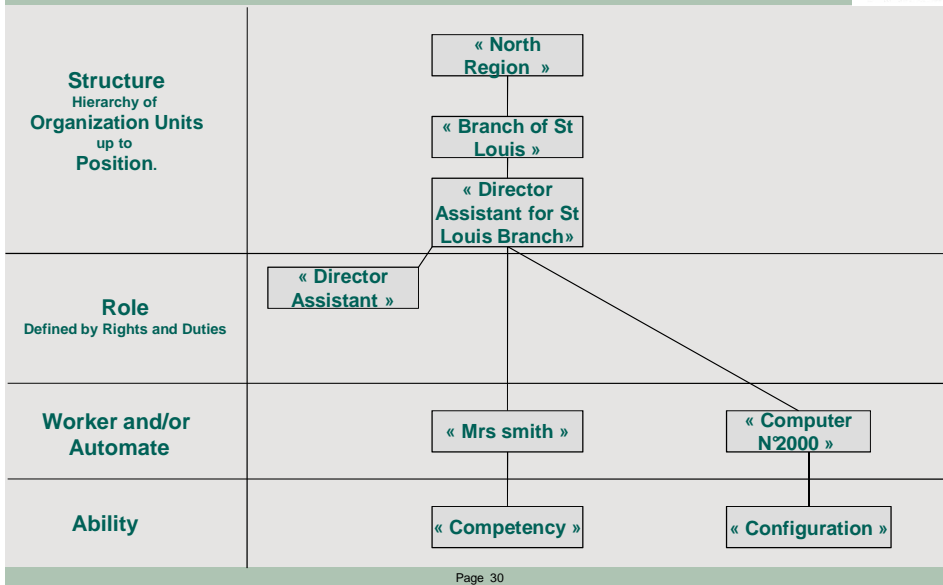 Structure
Hierarchy of
Organization Units
up to
Position.
« North
Region »
« Branch of St
Louis »
« Director
Assistant for St
Louis Branch»
Role
Defined by Rights and Duties
« Director
Assistant »
Worker and/or
Automate
« Mrs smith »
« Computer
N°2000 »
Ability
« Competency »
« Configuration »
Page 30